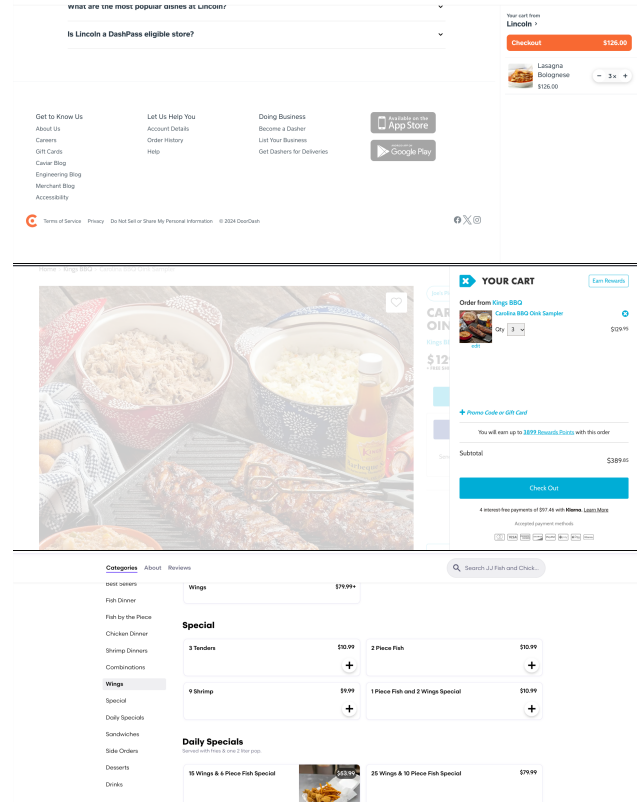 What are the most popular dishes at Lincoln?
Is Lincoln a DashPass eligible store?
Your cart from
Lincoln >
Checkout $126.00
Lasagna
Bolognese
$126.00
− 3× +
Get to Know Us
About Us
Careers
Gift Cards
Caviar Blog
Engineering Blog
Merchant Blog
Accessibility
Let Us Help You
Account Details
Order History
Help
Doing Business
Become a Dasher
List Your Business
Get Dashers for Deliveries
Available on the
App Store
Google Play
Terms of Service Privacy Do Not Sell or Share My Personal Information © 2024 DoorDash
Home / Kings BBQ / Carolina BBQ Oink Sampler
CAR
OIN
Kings B
$12
YOUR CART
Earn Rewards
Order from Kings BBQ
Carolina BBQ Oink Sampler
Qty 3
$129.95
edit
+ Promo Code or Gift Card
You will earn up to 3899 Rewards Points with this order
Subtotal
$389.85
Check Out
4 interest-free payments of $97.46 with Klarna. Learn More
Accepted payment methods
Categories About Reviews
Search JJ Fish and Chick...
Best Sellers
Fish Dinner
Fish by the Piece
Chicken Dinner
Shrimp Dinners
Combinations
Wings
Special
Daily Specials
Sandwiches
Side Orders
Desserts
Drinks
Wings $79.99+
Special
3 Tenders $10.99
+
2 Piece Fish $10.99
+
9 Shrimp $9.99
+
1 Piece Fish and 2 Wings Special $10.99
+
Daily Specials
Served with fries & one 2 liter pop
15 Wings & 6 Piece Fish Special $53.99
25 Wings & 10 Piece Fish Special $79.99